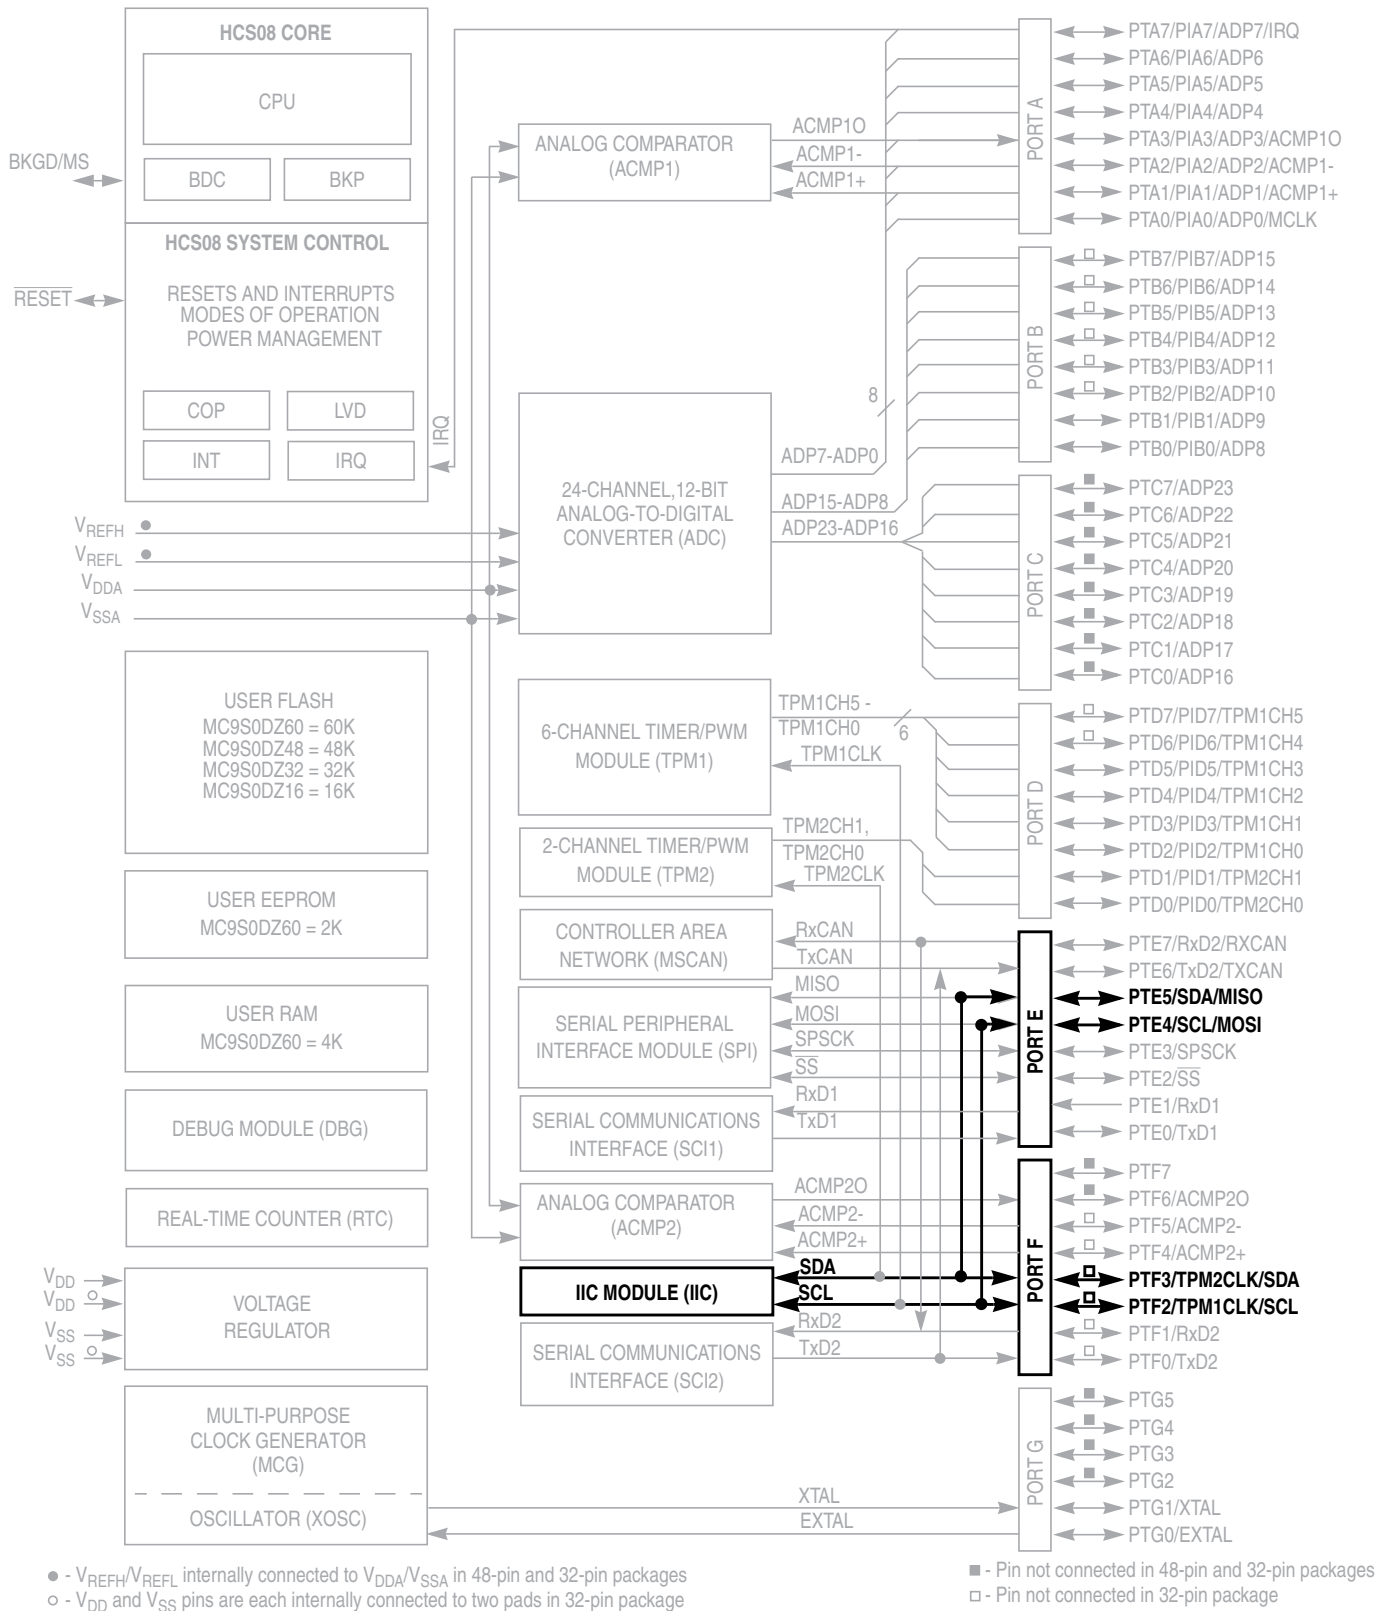 HCS08 CORE
CPU
BDC
BKP
BKGD/MS
HCS08 SYSTEM CONTROL
RESETS AND INTERRUPTS
MODES OF OPERATION
POWER MANAGEMENT
RESET
COP
LVD
INT
IRQ
IRQ
VREFH
VREFL
VDDA
VSSA
USER FLASH
MC9S0DZ60 = 60K
MC9S0DZ48 = 48K
MC9S0DZ32 = 32K
MC9S0DZ16 = 16K
USER EEPROM
MC9S0DZ60 = 2K
USER RAM
MC9S0DZ60 = 4K
DEBUG MODULE (DBG)
REAL-TIME COUNTER (RTC)
VDD
VDD
VSS
VSS
VOLTAGE
REGULATOR
MULTI-PURPOSE
CLOCK GENERATOR
(MCG)
OSCILLATOR (XOSC)
ANALOG COMPARATOR
(ACMP1)
ACMP1O
ACMP1-
ACMP1+
24-CHANNEL,12-BIT
ANALOG-TO-DIGITAL
CONVERTER (ADC)
8
ADP7-ADP0
ADP15-ADP8
ADP23-ADP16
6-CHANNEL TIMER/PWM
MODULE (TPM1)
TPM1CH5 -
TPM1CH0
6
TPM1CLK
2-CHANNEL TIMER/PWM
MODULE (TPM2)
TPM2CH1,
TPM2CH0
TPM2CLK
CONTROLLER AREA
NETWORK (MSCAN)
RxCAN
TxCAN
SERIAL PERIPHERAL
INTERFACE MODULE (SPI)
MISO
MOSI
SPSCK
SS
SERIAL COMMUNICATIONS
INTERFACE (SCI1)
RxD1
TxD1
ANALOG COMPARATOR
(ACMP2)
ACMP2O
ACMP2-
ACMP2+
IIC MODULE (IIC)
SDA
SCL
SERIAL COMMUNICATIONS
INTERFACE (SCI2)
RxD2
TxD2
XTAL
EXTAL
PORT A
PTA7/PIA7/ADP7/IRQ
PTA6/PIA6/ADP6
PTA5/PIA5/ADP5
PTA4/PIA4/ADP4
PTA3/PIA3/ADP3/ACMP1O
PTA2/PIA2/ADP2/ACMP1-
PTA1/PIA1/ADP1/ACMP1+
PTA0/PIA0/ADP0/MCLK
PORT B
PTB7/PIB7/ADP15
PTB6/PIB6/ADP14
PTB5/PIB5/ADP13
PTB4/PIB4/ADP12
PTB3/PIB3/ADP11
PTB2/PIB2/ADP10
PTB1/PIB1/ADP9
PTB0/PIB0/ADP8
PORT C
PTC7/ADP23
PTC6/ADP22
PTC5/ADP21
PTC4/ADP20
PTC3/ADP19
PTC2/ADP18
PTC1/ADP17
PTC0/ADP16
PORT D
PTD7/PID7/TPM1CH5
PTD6/PID6/TPM1CH4
PTD5/PID5/TPM1CH3
PTD4/PID4/TPM1CH2
PTD3/PID3/TPM1CH1
PTD2/PID2/TPM1CH0
PTD1/PID1/TPM2CH1
PTD0/PID0/TPM2CH0
PORT E
PTE7/RxD2/RXCAN
PTE6/TxD2/TXCAN
PTE5/SDA/MISO
PTE4/SCL/MOSI
PTE3/SPSCK
PTE2/SS
PTE1/RxD1
PTE0/TxD1
PORT F
PTF7
PTF6/ACMP2O
PTF5/ACMP2-
PTF4/ACMP2+
PTF3/TPM2CLK/SDA
PTF2/TPM1CLK/SCL
PTF1/RxD2
PTF0/TxD2
PORT G
PTG5
PTG4
PTG3
PTG2
PTG1/XTAL
PTG0/EXTAL
● - VREFH/VREFL internally connected to VDDA/VSSA in 48-pin and 32-pin packages
○ - VDD and VSS pins are each internally connected to two pads in 32-pin package
■ - Pin not connected in 48-pin and 32-pin packages
□ - Pin not connected in 32-pin package